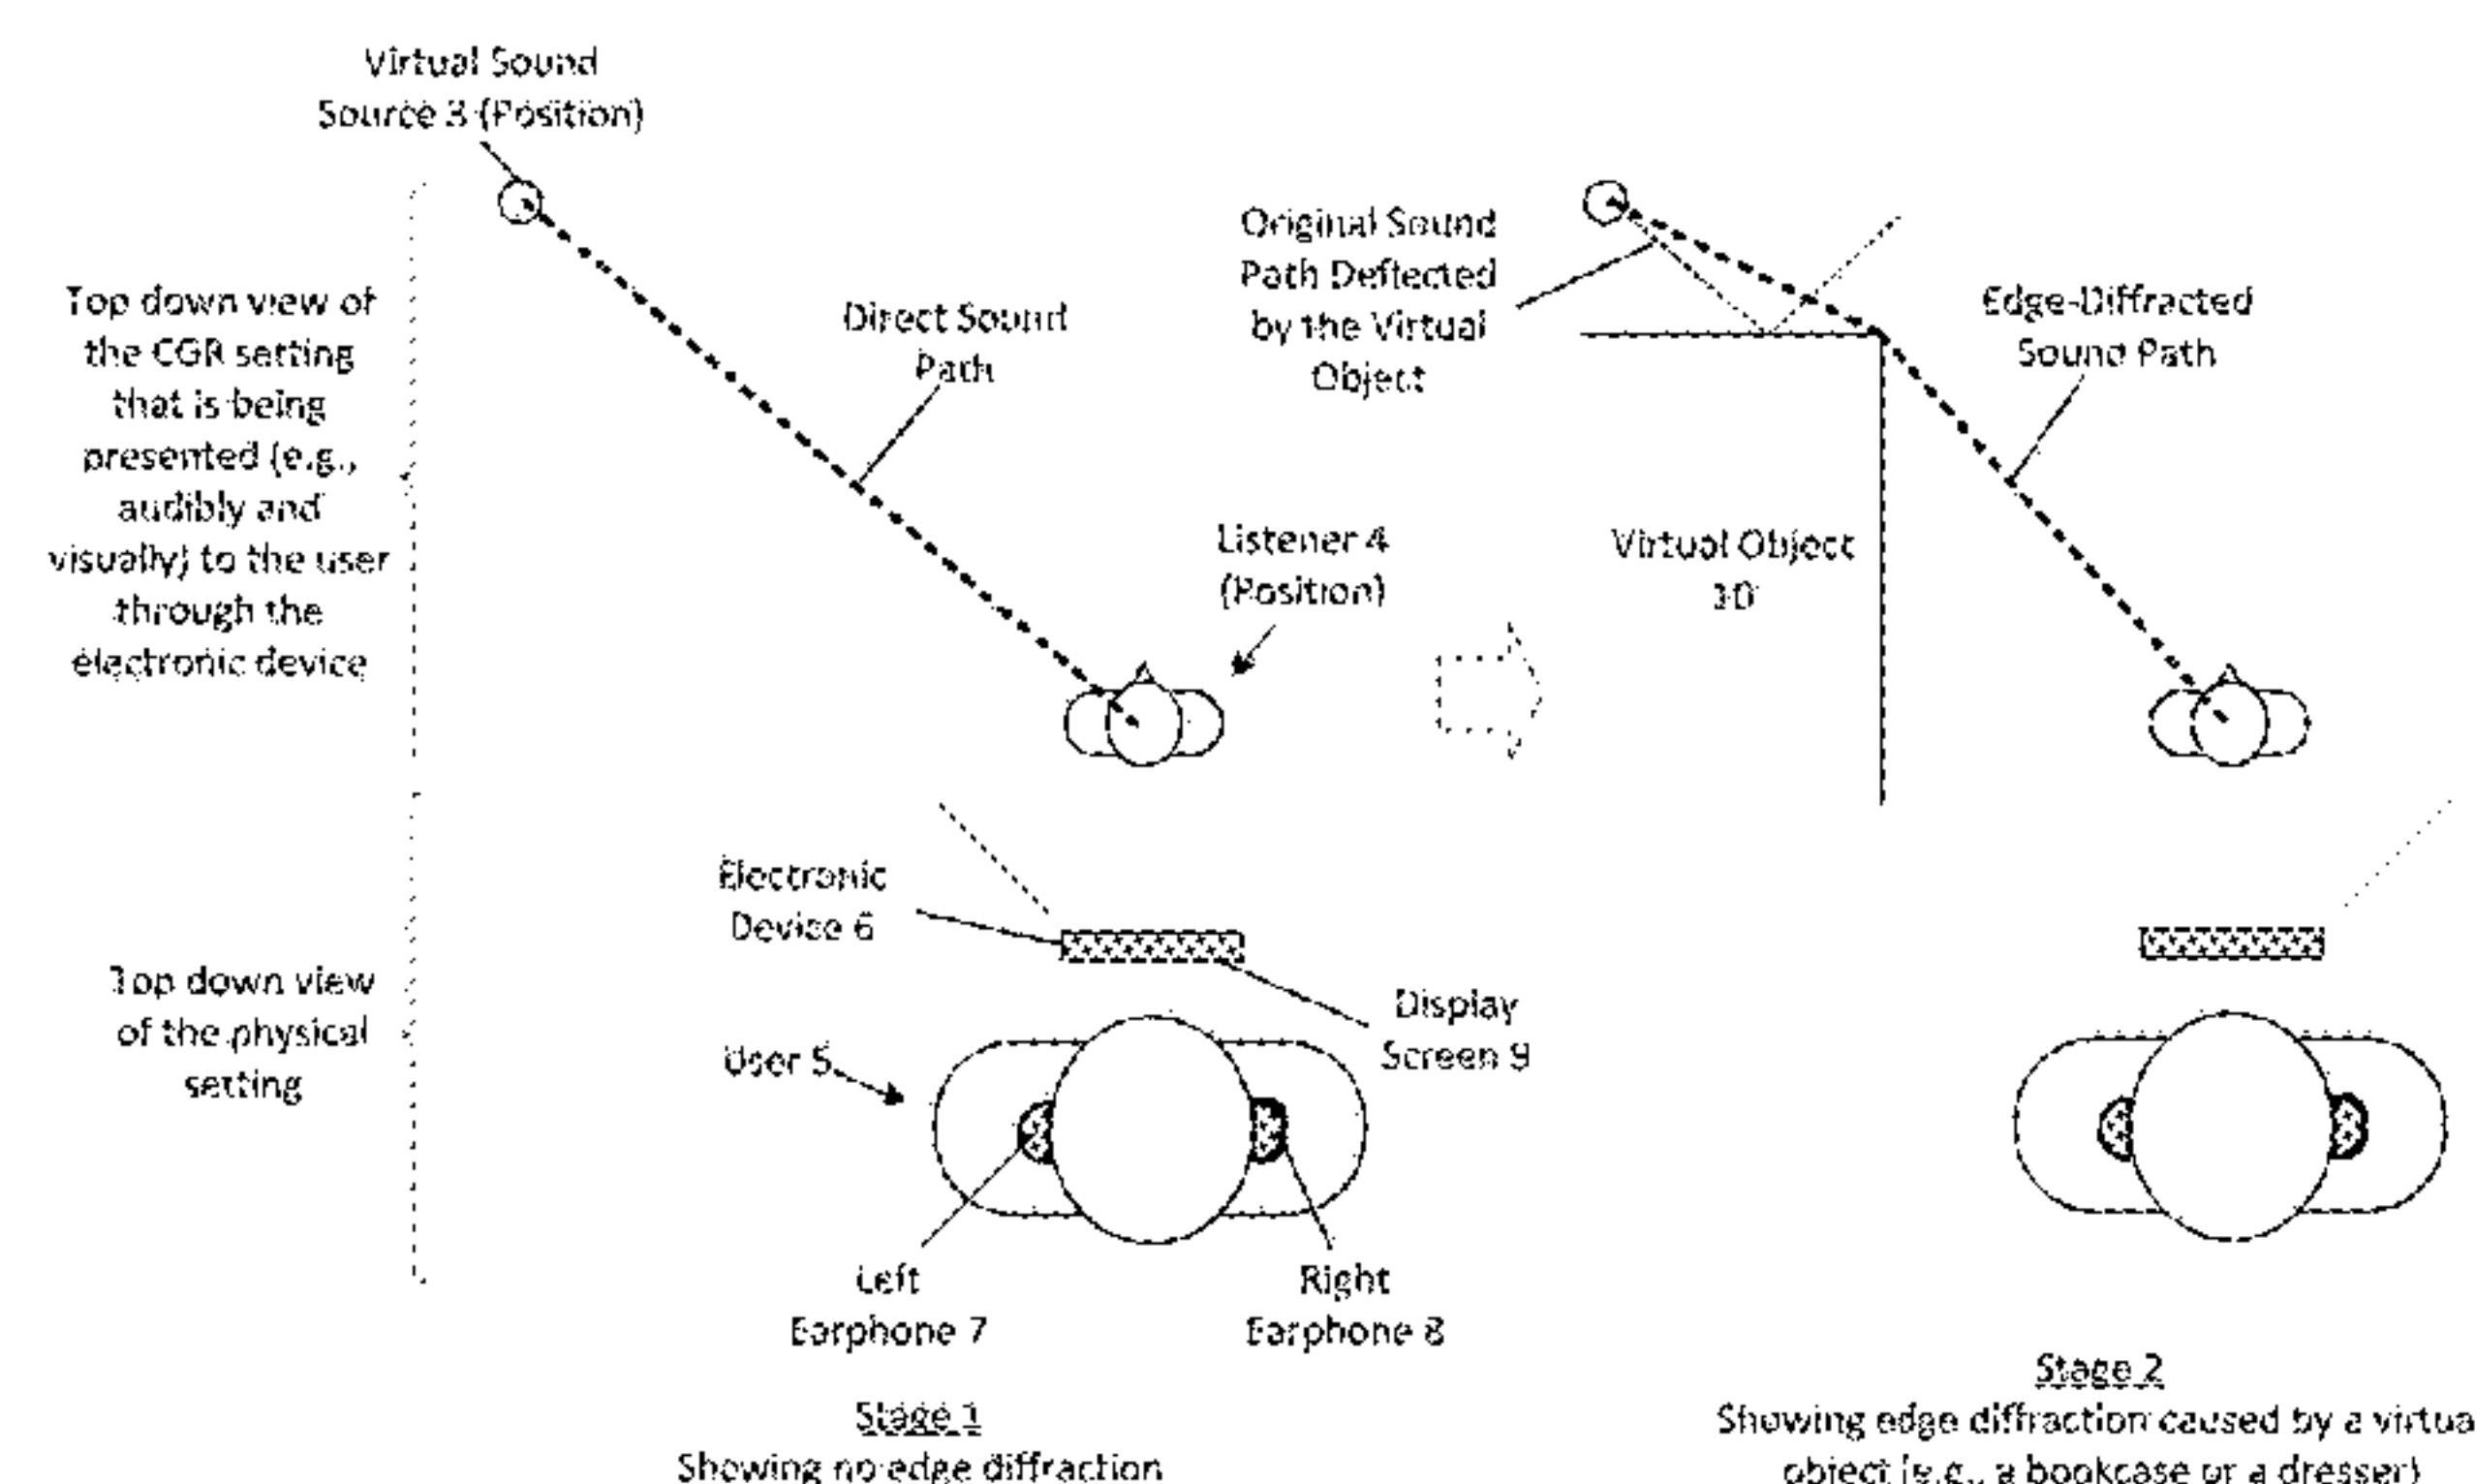 Virtual Sound
Source 3 (Position)
Top down view of
the CGR setting
that is being
presented (e.g.,
audibly and
visually) to the user
through the
electronic device
Direct Sound
Path
Listener 4
(Position)
Original Sound
Path Deflected
by the Virtual
Object
Edge-Diffracted
Sound Path
Virtual Object
10
Top down view
of the physical
setting
Electronic
Device 6
User 5
Display
Screen 9
Left
Earphone 7
Right
Earphone 8
Stage 1
Showing no edge diffraction
Stage 2
Showing edge diffraction caused by a virtua
object (e.g., a bookcase or a dresser)